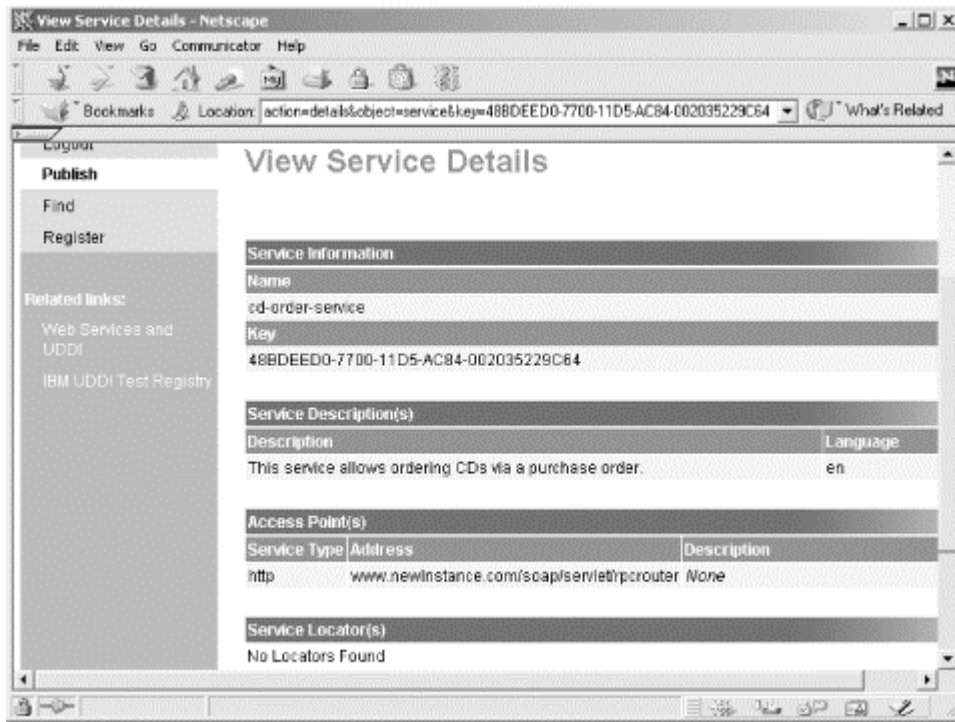 View Service Details - Netscape
File Edit View Go Communicator Help
My
N
Bookmarks Location: action=details&object=service&key=48BDEED0-7700-11D5-AC84-002035229C64 What's Related
Logout
Publish
Find
Register
Related links:
Web Services and
UDDI
IBM UDDI Test Registry
View Service Details
Service Information
Name
cd-order-service
Key
48BDEED0-7700-11D5-AC84-002035229C64
Service Description(s)
Description Language
This service allows ordering CDs via a purchase order. en
Access Point(s)
Service Type Address Description
http www.newInstance.com/soap/servlet/rpcrouter None
Service Locator(s)
No Locators Found